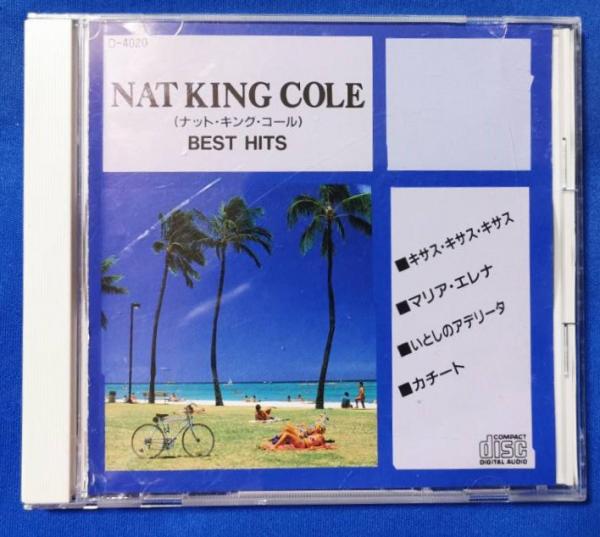 D-4020
NAT KING COLE
(ナット・キング・コール)
BEST HITS
■キサス・キサス・キサス
■マリア・エレナ
■いとしのアデリータ
■カチート
COMPACT
disc
DIGITAL AUDIO